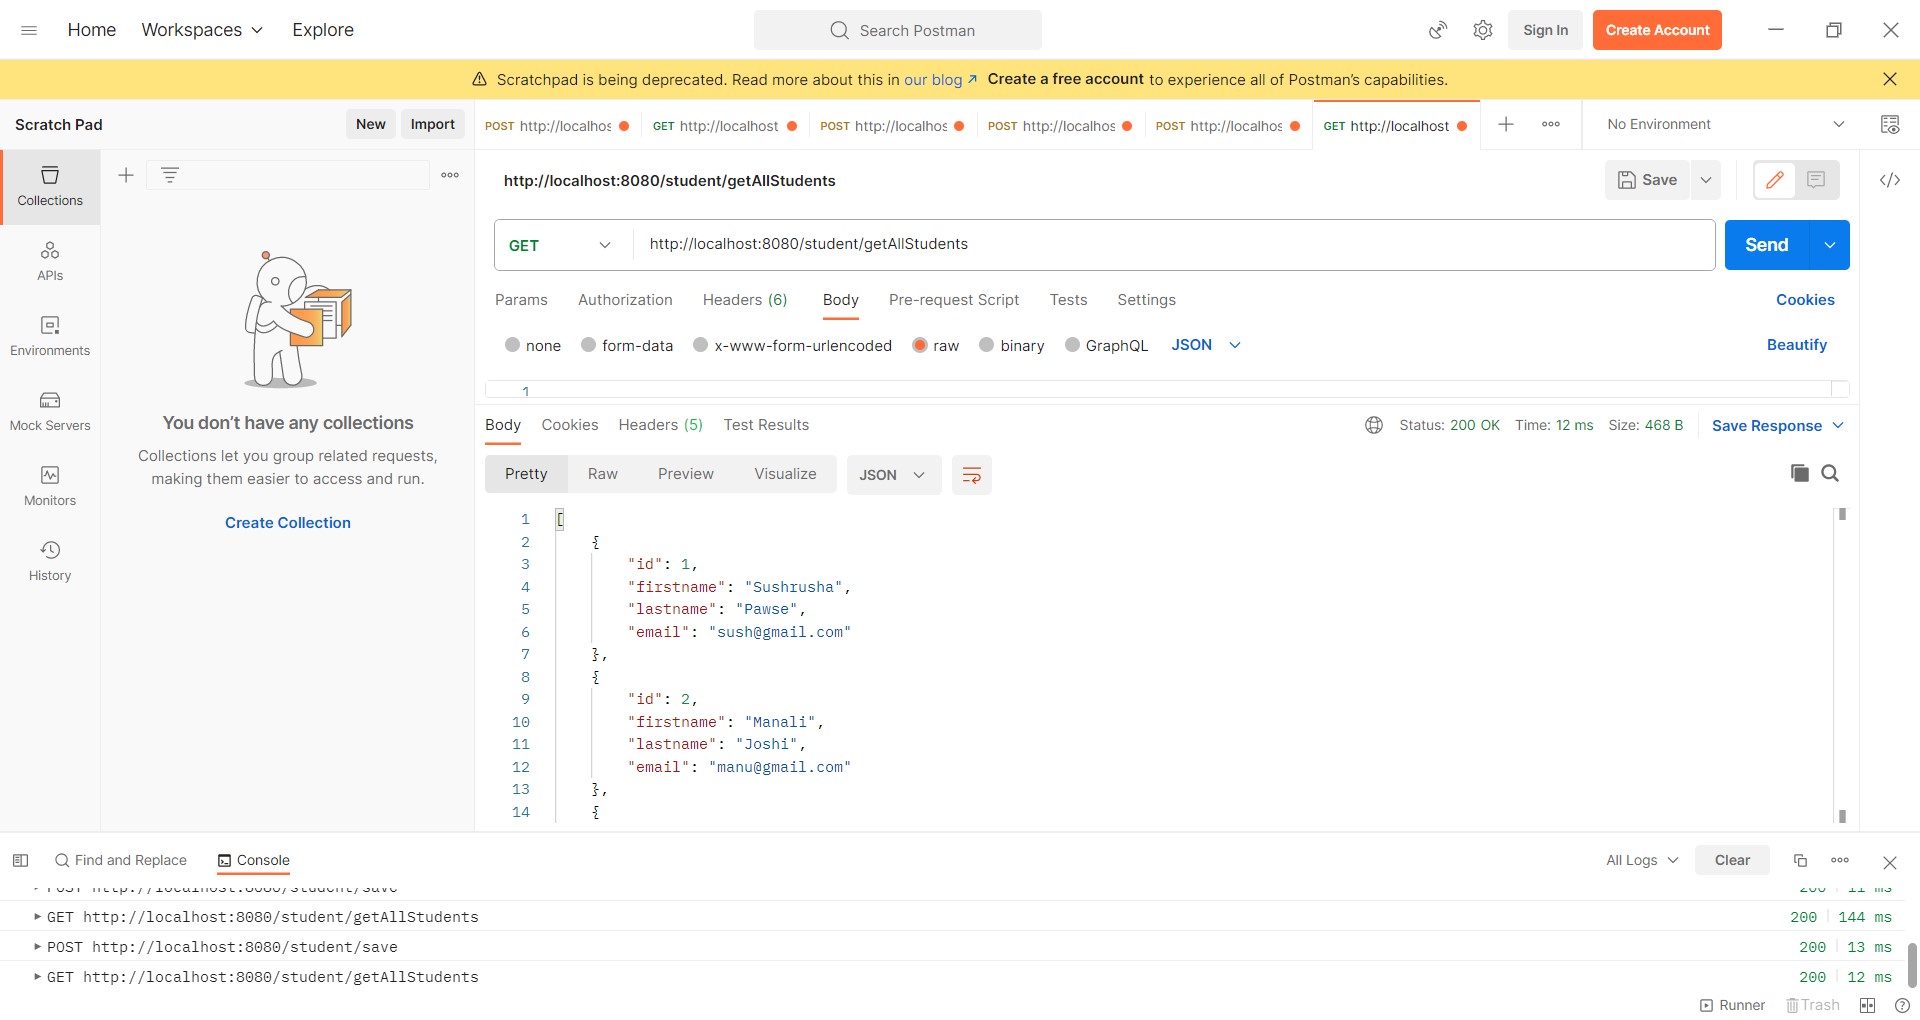 Home Workspaces Explore Search Postman Sign In Create Account
Scratchpad is being deprecated. Read more about this in our blog ↗ Create a free account to experience all of Postman's capabilities.
Scratch Pad New Import POST http://localhos GET http://localhost POST http://localhos POST http://localhos POST http://localhos GET http://localhost No Environment
Collections
APIs
Environments
Mock Servers
Monitors
History
You don't have any collections
Collections let you group related requests,
making them easier to access and run.
Create Collection
http://localhost:8080/student/getAllStudents Save
GET http://localhost:8080/student/getAllStudents Send
Params Authorization Headers (6) Body Pre-request Script Tests Settings Cookies
none form-data x-www-form-urlencoded raw binary GraphQL JSON Beautify
1
Body Cookies Headers (5) Test Results Status: 200 OK Time: 12 ms Size: 468 B Save Response
Pretty Raw Preview Visualize JSON
1 [
2 {
3 "id": 1,
4 "firstname": "Sushrusha",
5 "lastname": "Pawse",
6 "email": "sush@gmail.com"
7 },
8 {
9 "id": 2,
10 "firstname": "Manali",
11 "lastname": "Joshi",
12 "email": "manu@gmail.com"
13 },
14 {
Find and Replace Console All Logs Clear
POST http://localhost:8080/student/save 200 11 ms
GET http://localhost:8080/student/getAllStudents 200 144 ms
POST http://localhost:8080/student/save 200 13 ms
GET http://localhost:8080/student/getAllStudents 200 12 ms
Runner Trash